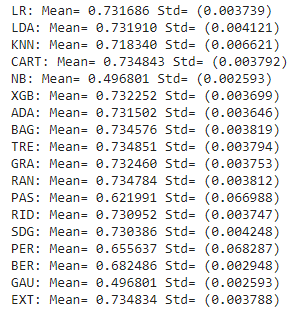 LR: Mean= 0.731686 Std= (0.003739)
LDA: Mean= 0.731910 Std= (0.004121)
KNN: Mean= 0.718340 Std= (0.006621)
CART: Mean= 0.734843 Std= (0.003792)
NB: Mean= 0.496801 Std= (0.002593)
XGB: Mean= 0.732252 Std= (0.003699)
ADA: Mean= 0.731502 Std= (0.003646)
BAG: Mean= 0.734576 Std= (0.003819)
TRE: Mean= 0.734851 Std= (0.003794)
GRA: Mean= 0.732460 Std= (0.003753)
RAN: Mean= 0.734784 Std= (0.003812)
PAS: Mean= 0.621991 Std= (0.066988)
RID: Mean= 0.730952 Std= (0.003747)
SDG: Mean= 0.730386 Std= (0.004248)
PER: Mean= 0.655637 Std= (0.068287)
BER: Mean= 0.682486 Std= (0.002948)
GAU: Mean= 0.496801 Std= (0.002593)
EXT: Mean= 0.734834 Std= (0.003788)